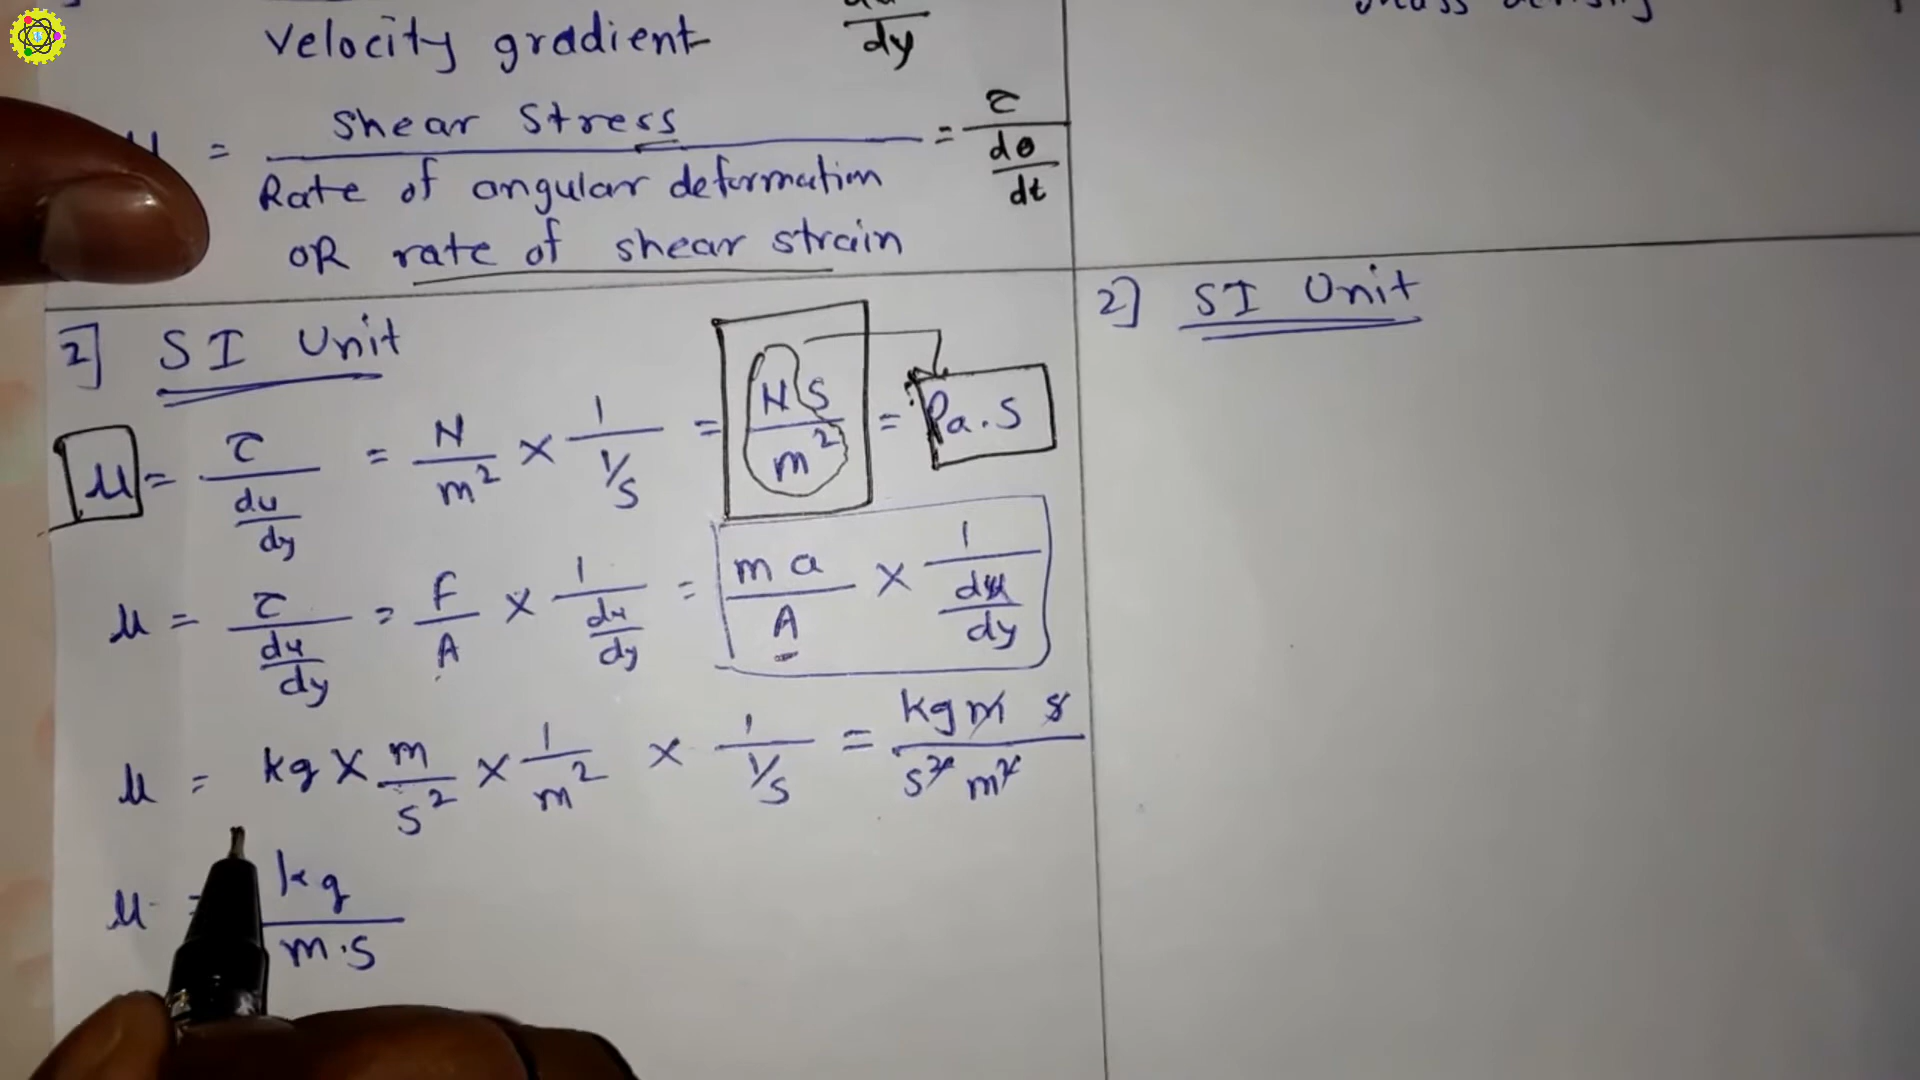 Velocity gradient
dy
= Shear Stress / Rate of angular deformation = τ / (dθ/dt)
OR rate of shear strain
2] SI Unit
μ = τ / (du/dy) = N/m² × 1/(1/s) = N S/m² = Pa.S
μ = τ / (du/dy) = F/A × 1/(du/dy) = m a/A × 1/(du/dy)
μ = kg × m/s² × 1/m² × 1/(1/s) = kg m s / s² m²
μ = kg / m.s
2] SI Unit